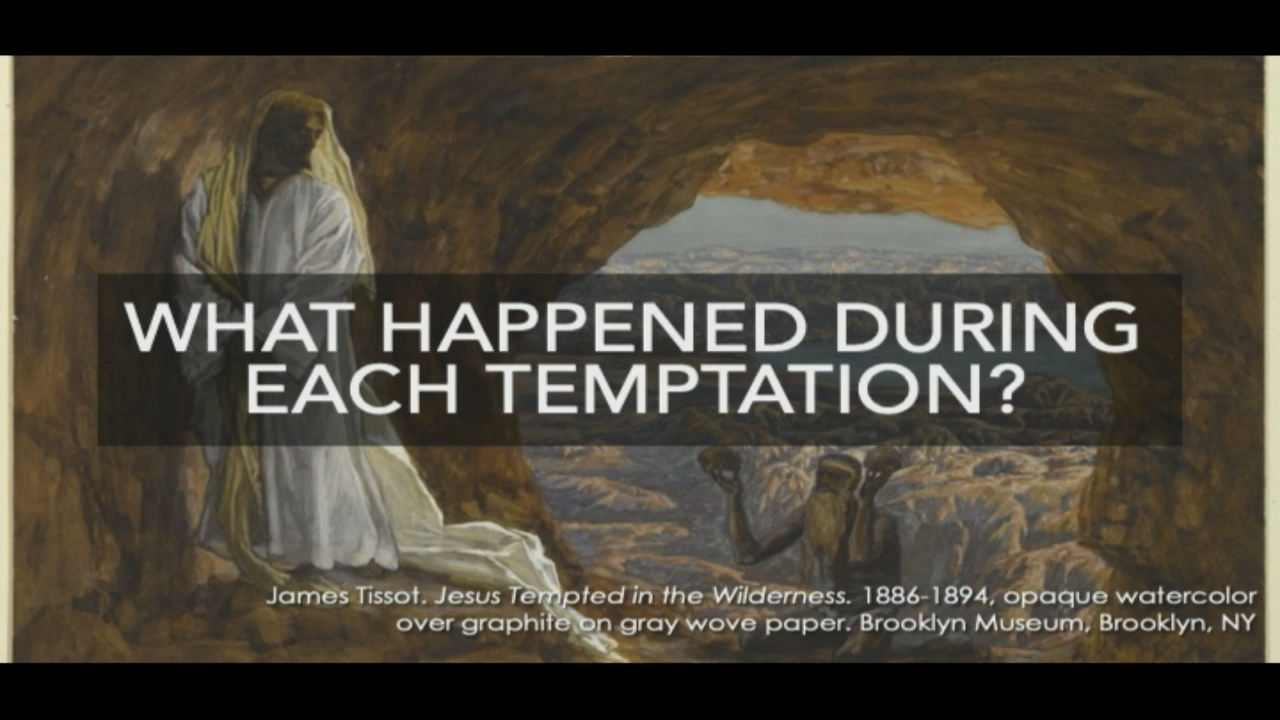 WHAT HAPPENED DURING
EACH TEMPTATION?
James Tissot. Jesus Tempted in the Wilderness. 1886-1894, opaque watercolor
over graphite on gray wove paper. Brooklyn Museum, Brooklyn, NY